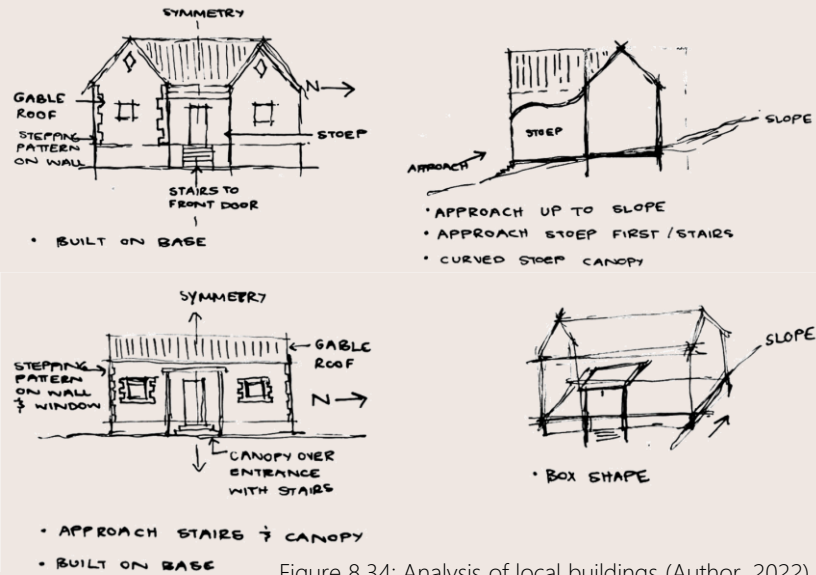 SYMMETRY
N
GABLE
ROOF
STEPPING
PATTERN
ON WALL
STOEP
STAIRS TO
FRONT DOOR
• BUILT ON BASE
STOEP
SLOPE
APPROACH
• APPROACH UP TO SLOPE
• APPROACH STOEP FIRST / STAIRS
• CURVED STOEP CANOPY
SYMMETRY
GABLE
ROOF
STEPPING
PATTERN
ON WALL
& WINDOW
N
CANOPY OVER
ENTRANCE
WITH STAIRS
• APPROACH STAIRS & CANOPY
• BUILT ON BASE
SLOPE
• BOX SHAPE
Figure 8.34: Analysis of local buildings (Author, 2022)